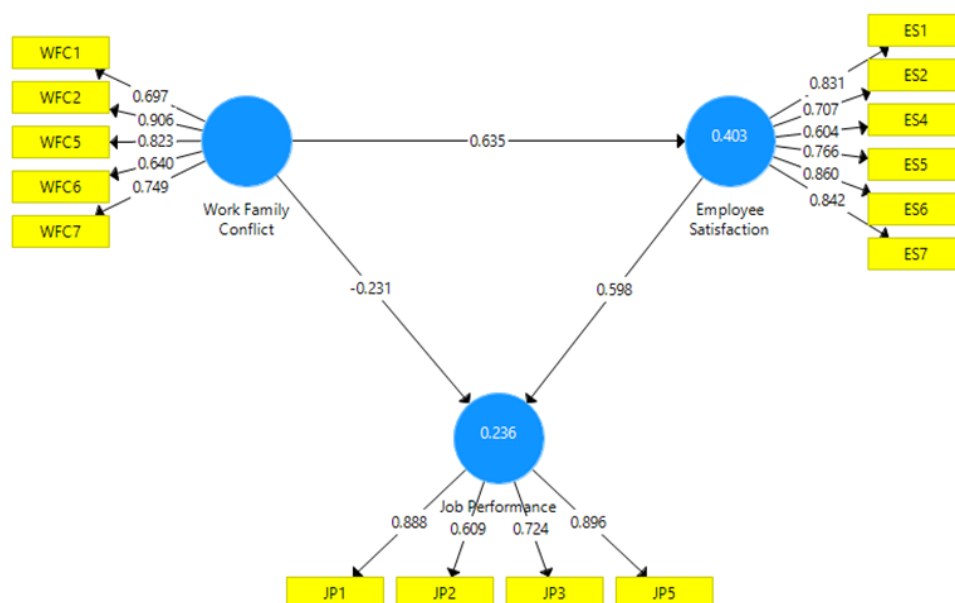 WFC1
WFC2
WFC5
WFC6
WFC7
0.697
0.906
0.823
0.640
0.749
Work Family
Conflict
0.635
-0.231
0.403
Employee
Satisfaction
0.598
0.831
0.707
0.604
0.766
0.860
0.842
ES1
ES2
ES4
ES5
ES6
ES7
0.236
Job Performance
0.888
0.609
0.724
0.896
JP1
JP2
JP3
JP5